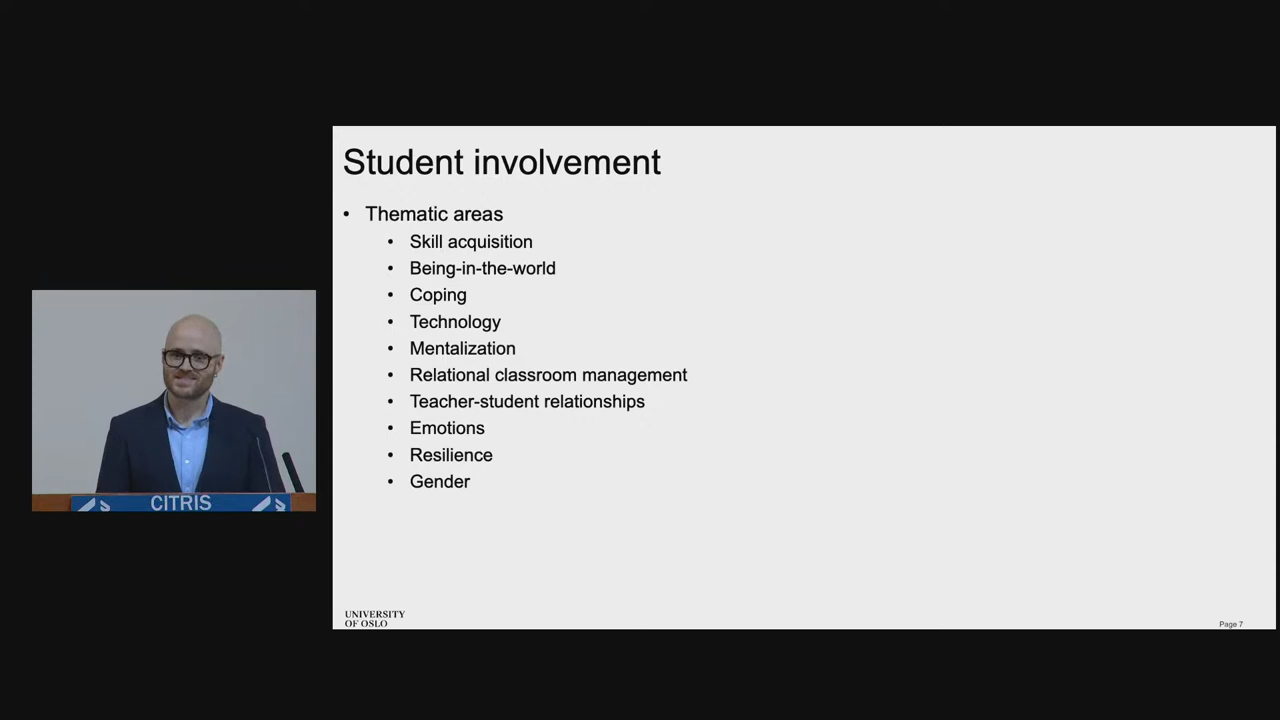 Student involvement
• Thematic areas
• Skill acquisition
• Being-in-the-world
• Coping
• Technology
• Mentalization
• Relational classroom management
• Teacher-student relationships
• Emotions
• Resilience
• Gender
CITRIS
UNIVERSITY
OF OSLO
Page 7